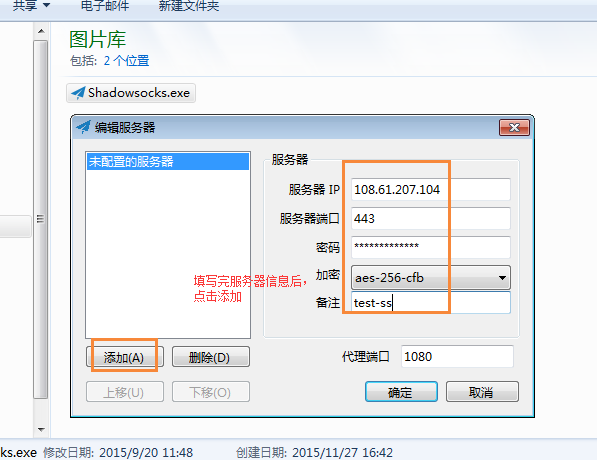 共享 电子邮件 新建文件夹
图片库
包括: 2 个位置
Shadowsocks.exe
编辑服务器
未配置的服务器
服务器
服务器 IP 108.61.207.104
服务器端口 443
密码 *************
加密 aes-256-cfb
备注 test-ss
填写完服务器信息后，
点击添加
添加(A) 删除(D)
代理端口 1080
上移(U) 下移(O)
确定 取消
ks.exe 修改日期: 2015/9/20 11:48 创建日期: 2015/11/27 16:42